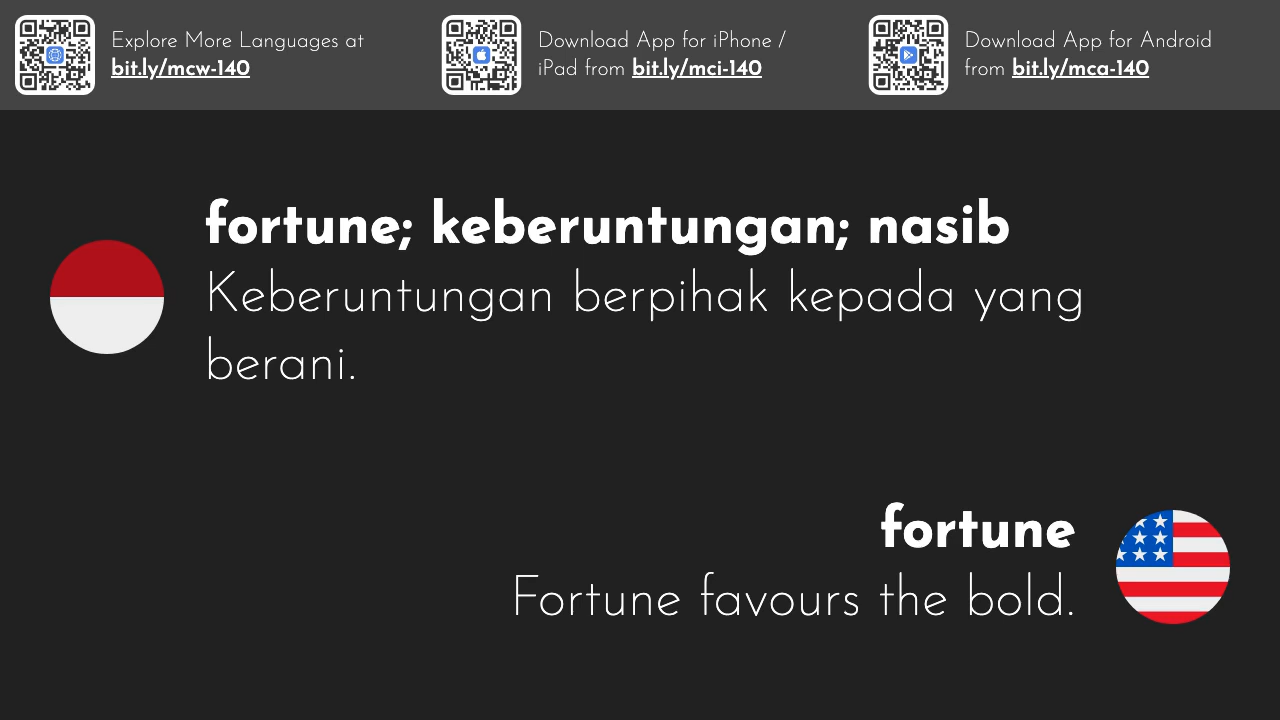 Explore More Languages at
bit.ly/mcw-140
Download App for iPhone /
iPad from bit.ly/mci-140
Download App for Android
from bit.ly/mca-140
fortune; keberuntungan; nasib
Keberuntungan berpihak kepada yang
berani.
fortune
Fortune favours the bold.